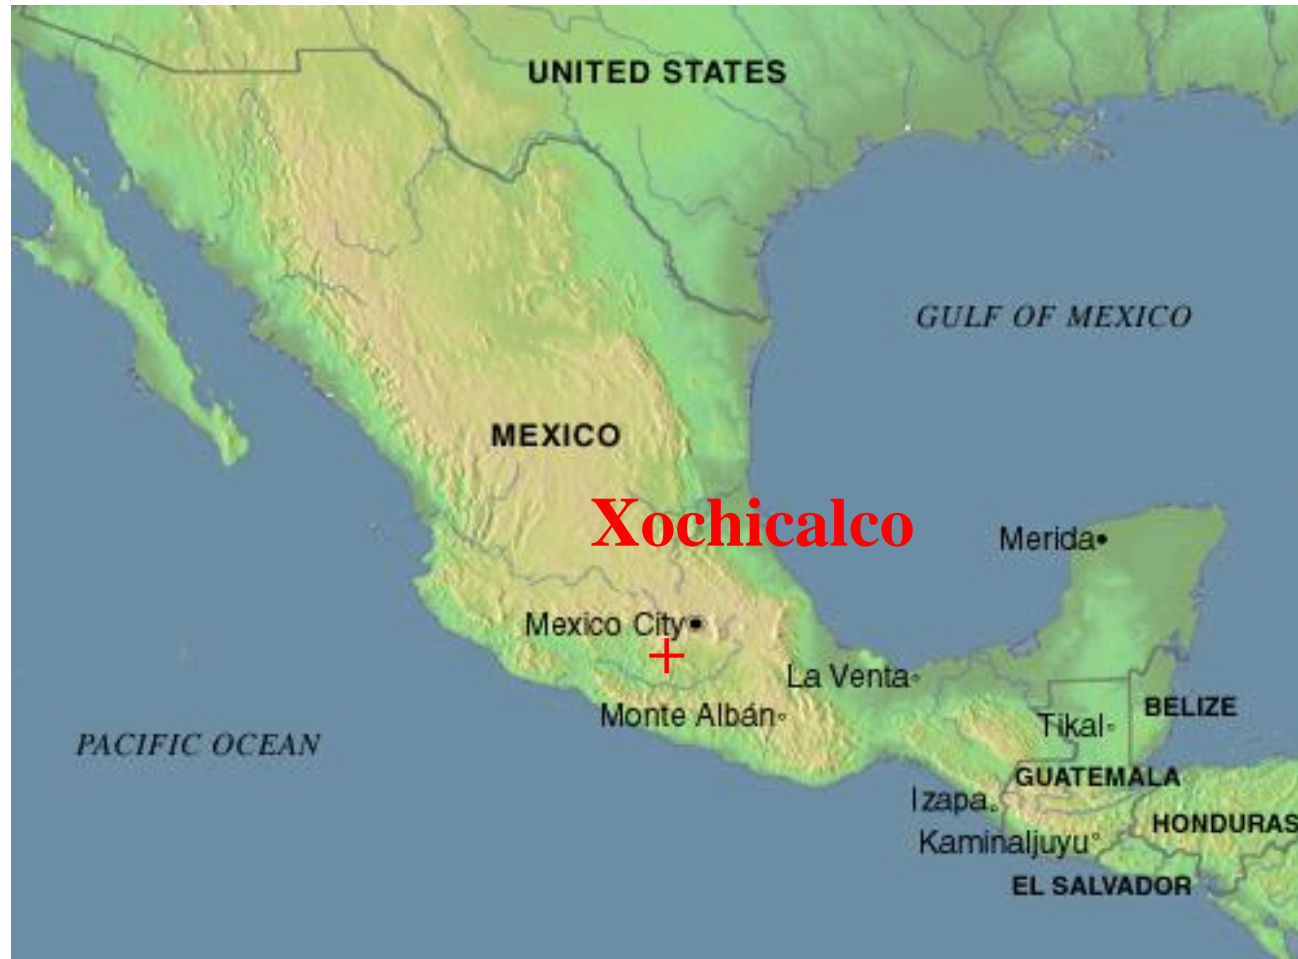 UNITED STATES
GULF OF MEXICO
MEXICO
Xochicalco
Merida
Mexico City
La Venta
BELIZE
Monte Albán
Tikal
PACIFIC OCEAN
GUATEMALA
Izapa
HONDURAS
Kaminaljuyu
EL SALVADOR